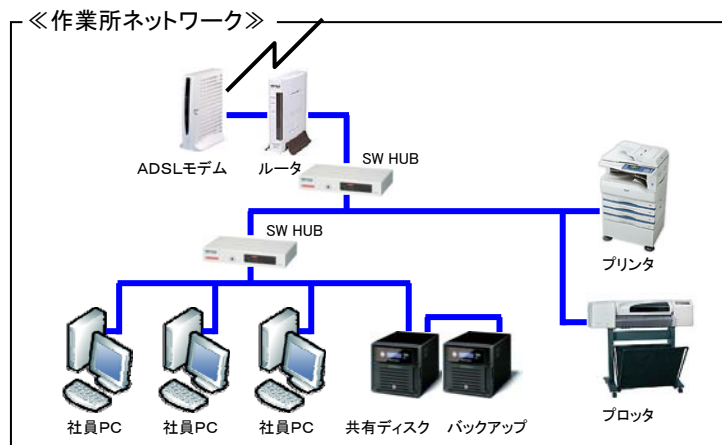 ≪作業所ネットワーク≫
ADSLモデム
ルータ
SW HUB
SW HUB
プリンタ
プロッタ
社員PC
社員PC
社員PC
共有ディスク
バックアップ